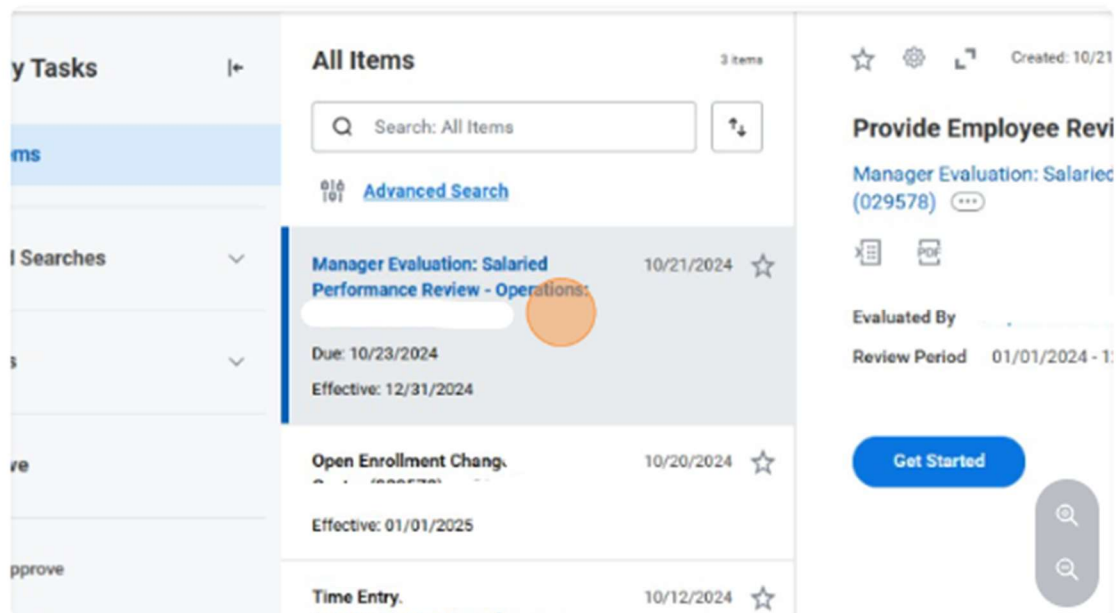 y Tasks
ms
l Searches
s
ve
pprove
All Items
3 items
Search: All Items
Advanced Search
Manager Evaluation: Salaried
10/21/2024
Performance Review - Operations:
Due: 10/23/2024
Effective: 12/31/2024
Open Enrollment Chang
10/20/2024
Effective: 01/01/2025
Time Entry.
10/12/2024
Created: 10/21
Provide Employee Revi
Manager Evaluation: Salaried
(029578)
PDF
Evaluated By
Review Period 01/01/2024 - 1
Get Started